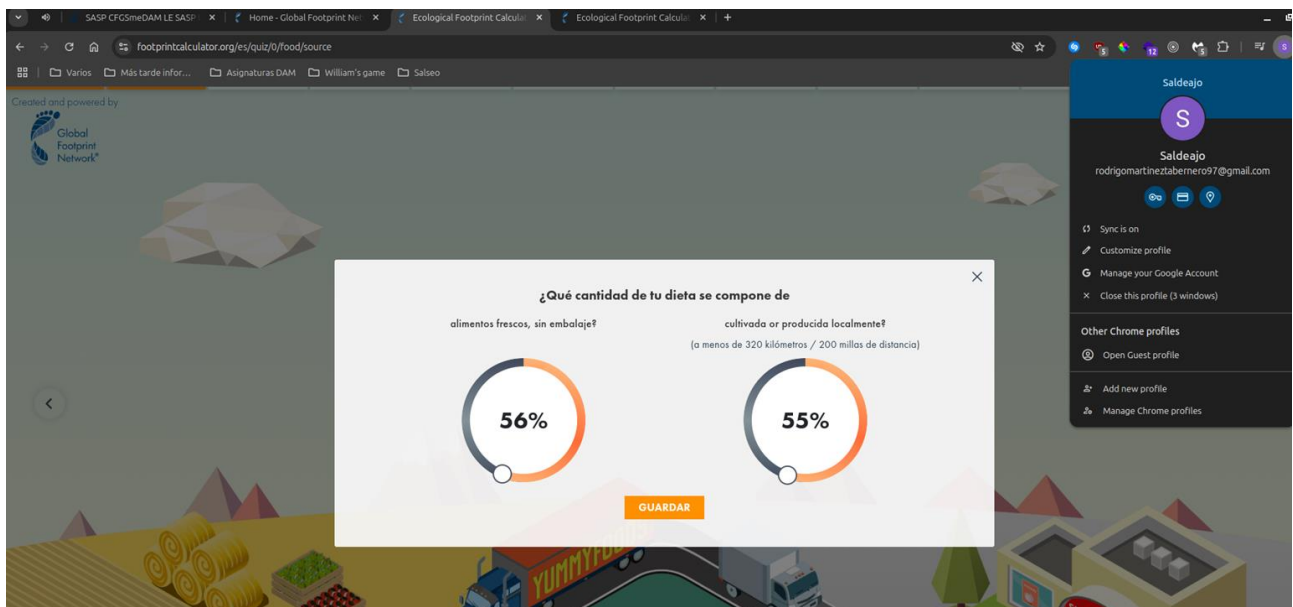 SASP CFGSmeDAM LE SASP
Home - Global Footprint Net
Ecological Footprint Calculat
Ecological Footprint Calculat
footprintcalculator.org/es/quiz/0/food/source
Varios
Más tarde infor...
Asignaturas DAM
William's game
Salseo
Created and powered by
Global
Footprint
Network
¿Qué cantidad de tu dieta se compone de
alimentos frescos, sin embalaje?
cultivada or producida localmente?
(a menos de 320 kilómetros / 200 millas de distancia)
56%
55%
GUARDAR
YUMMYFOODS
Saldeajo
S
Saldeajo
rodrigomartineztabernero97@gmail.com
Sync is on
Customize profile
Manage your Google Account
Close this profile (3 windows)
Other Chrome profiles
Open Guest profile
Add new profile
Manage Chrome profiles